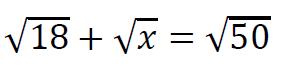 √18 + √x = √50